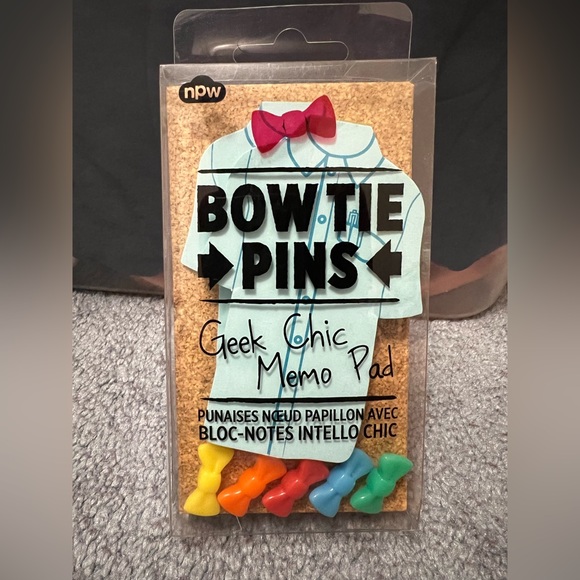 npw
BOW TIE
PINS
Geek Chic
Memo Pad
PUNAISES NŒUD PAPILLON AVEC
BLOC-NOTES INTELLO CHIC